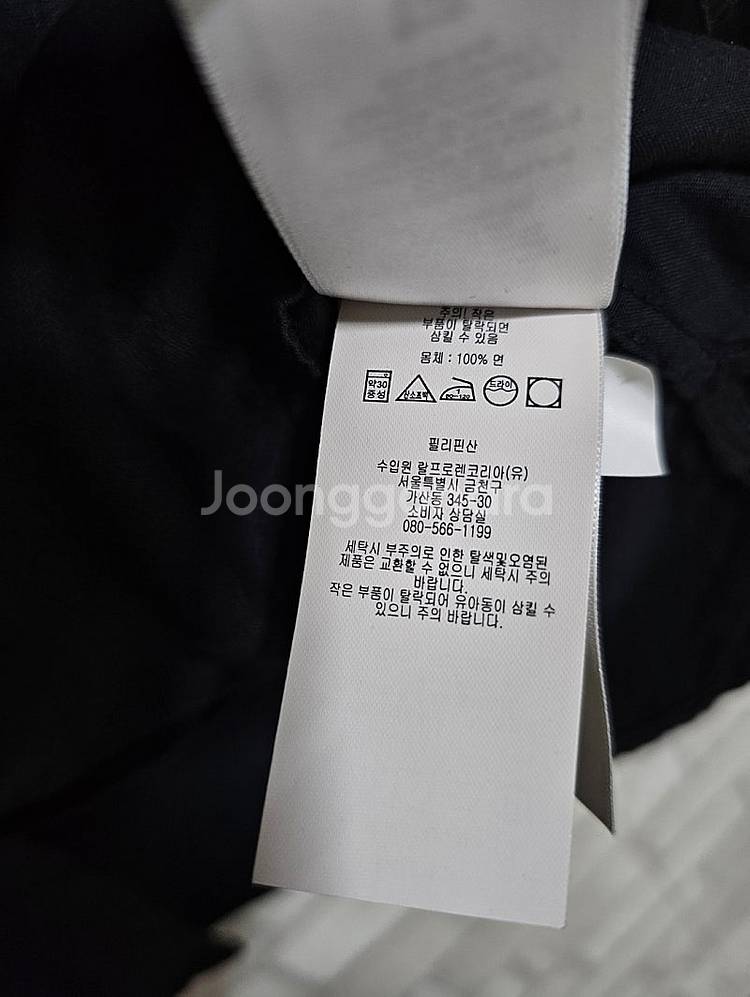 주의! 작은
부품이 탈락되면
삼킬 수 있음
몸체 : 100% 면
약30
중성
산소표백
1
80~120
드라이
필리핀산
수입원 랄프로렌코리아(유)
서울특별시 금천구
가산동 345-30
Joonggonara
소비자 상담실
080-566-1199
세탁시 부주의로 인한 탈색및오염된
제품은 교환할 수 없으니 세탁시 주의
바랍니다.
작은 부품이 탈락되어 유아동이 삼킬 수
있으니 주의 바랍니다.